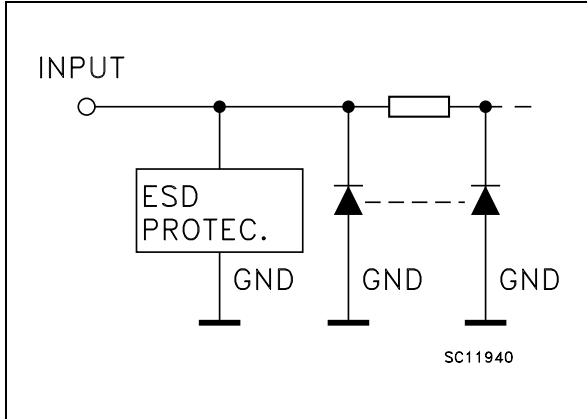 INPUT
ESD
PROTEC.
GND
GND
GND
SC11940